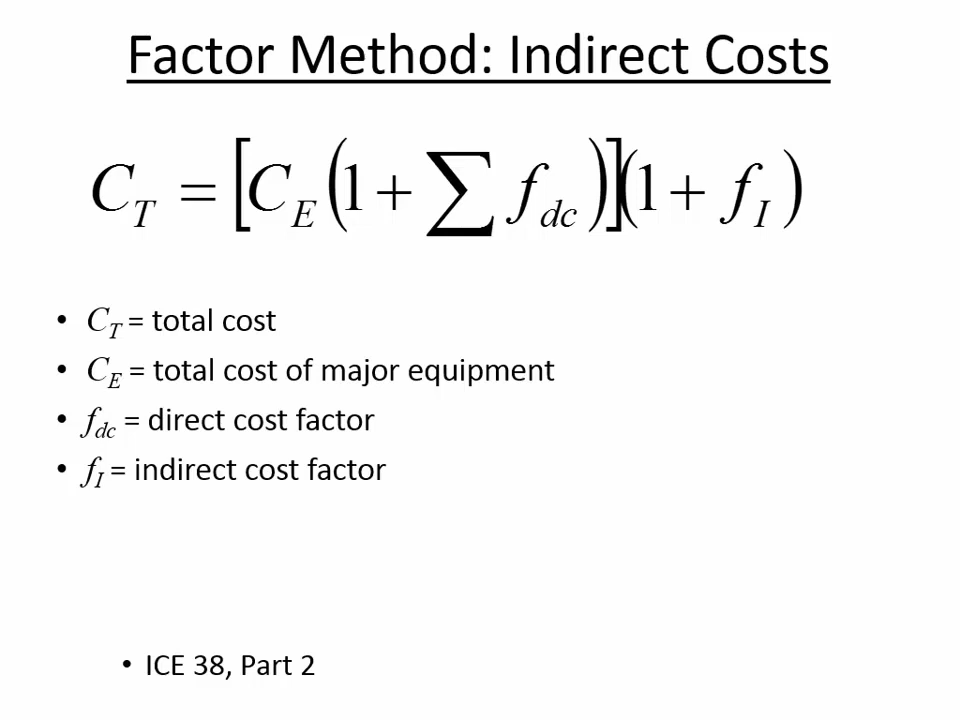 Factor Method: Indirect Costs
C_T = [C_E (1 + ∑ f_dc)](1 + f_I)
• C_T = total cost
• C_E = total cost of major equipment
• f_dc = direct cost factor
• f_I = indirect cost factor
• ICE 38, Part 2